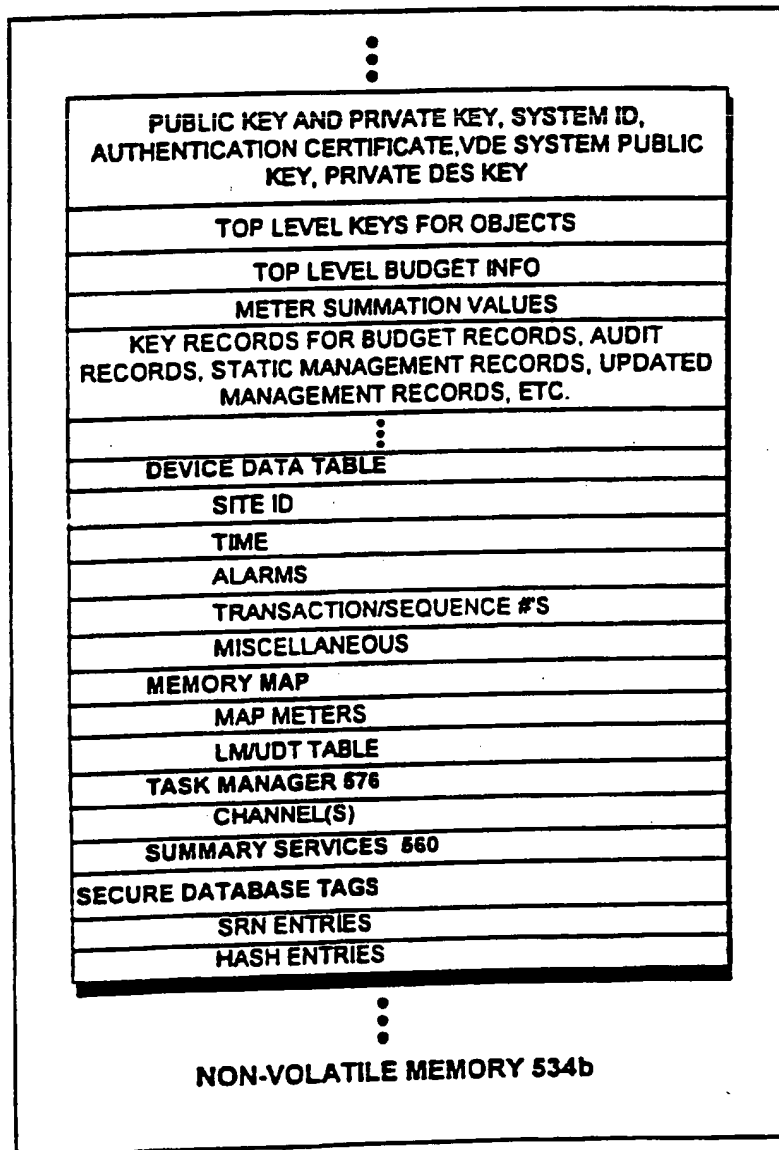 PUBLIC KEY AND PRIVATE KEY, SYSTEM ID,
AUTHENTICATION CERTIFICATE,VDE SYSTEM PUBLIC
KEY, PRIVATE DES KEY
TOP LEVEL KEYS FOR OBJECTS
TOP LEVEL BUDGET INFO
METER SUMMATION VALUES
KEY RECORDS FOR BUDGET RECORDS, AUDIT
RECORDS, STATIC MANAGEMENT RECORDS, UPDATED
MANAGEMENT RECORDS, ETC.
DEVICE DATA TABLE
SITE ID
TIME
ALARMS
TRANSACTION/SEQUENCE #'S
MISCELLANEOUS
MEMORY MAP
MAP METERS
LM/UDT TABLE
TASK MANAGER 576
CHANNEL(S)
SUMMARY SERVICES 560
SECURE DATABASE TAGS
SRN ENTRIES
HASH ENTRIES
NON-VOLATILE MEMORY 534b